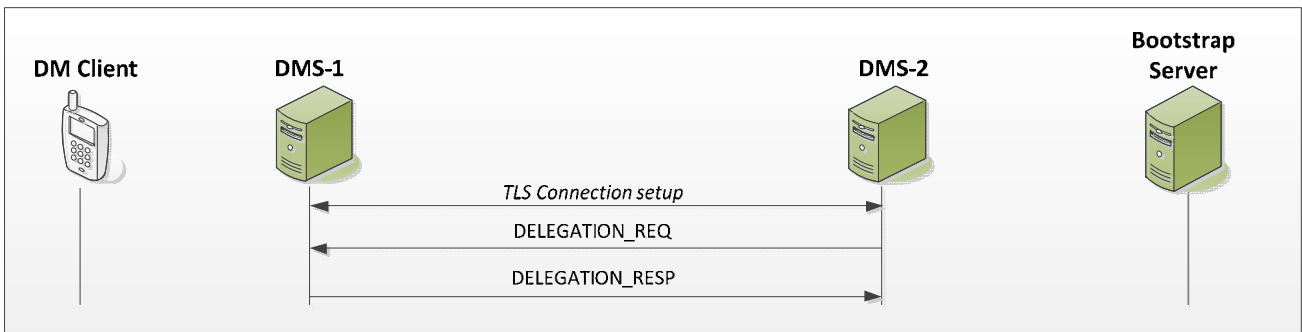 DM Client
DMS-1
DMS-2
Bootstrap
Server
TLS Connection setup
DELEGATION_REQ
DELEGATION_RESP